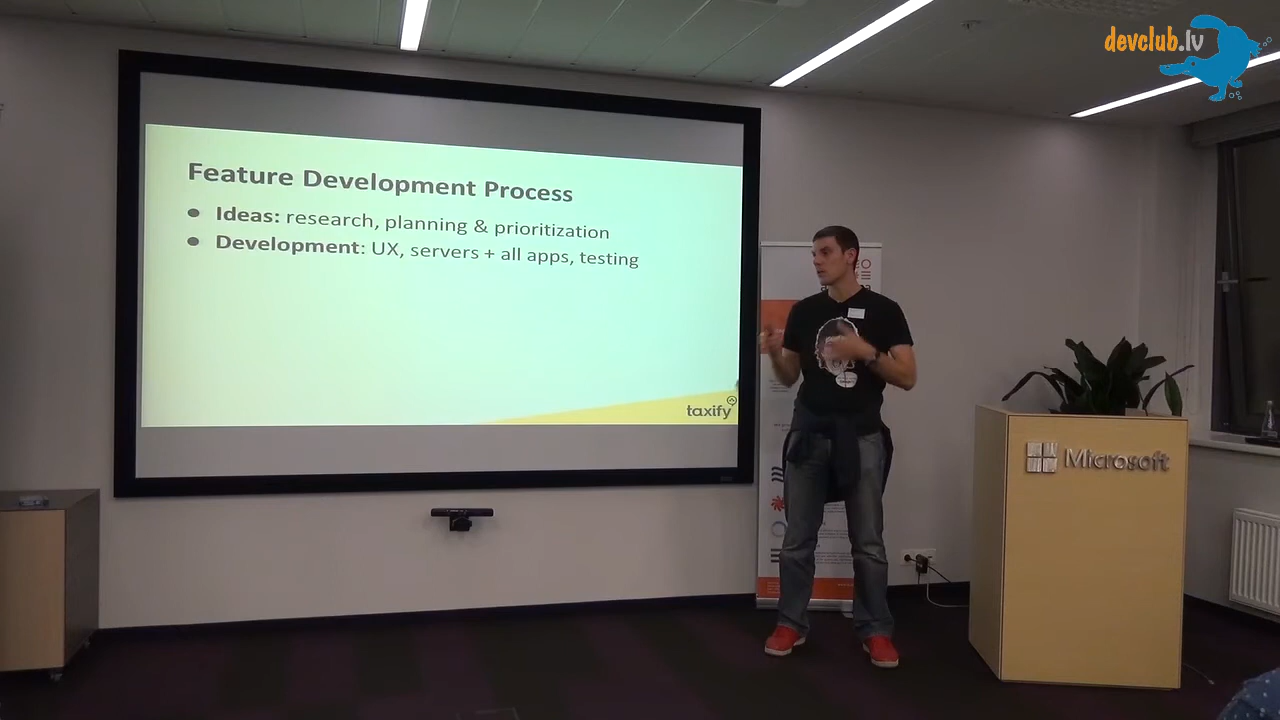 devclub.lv
Feature Development Process
● Ideas: research, planning & prioritization
● Development: UX, servers + all apps, testing
taxify
Microsoft